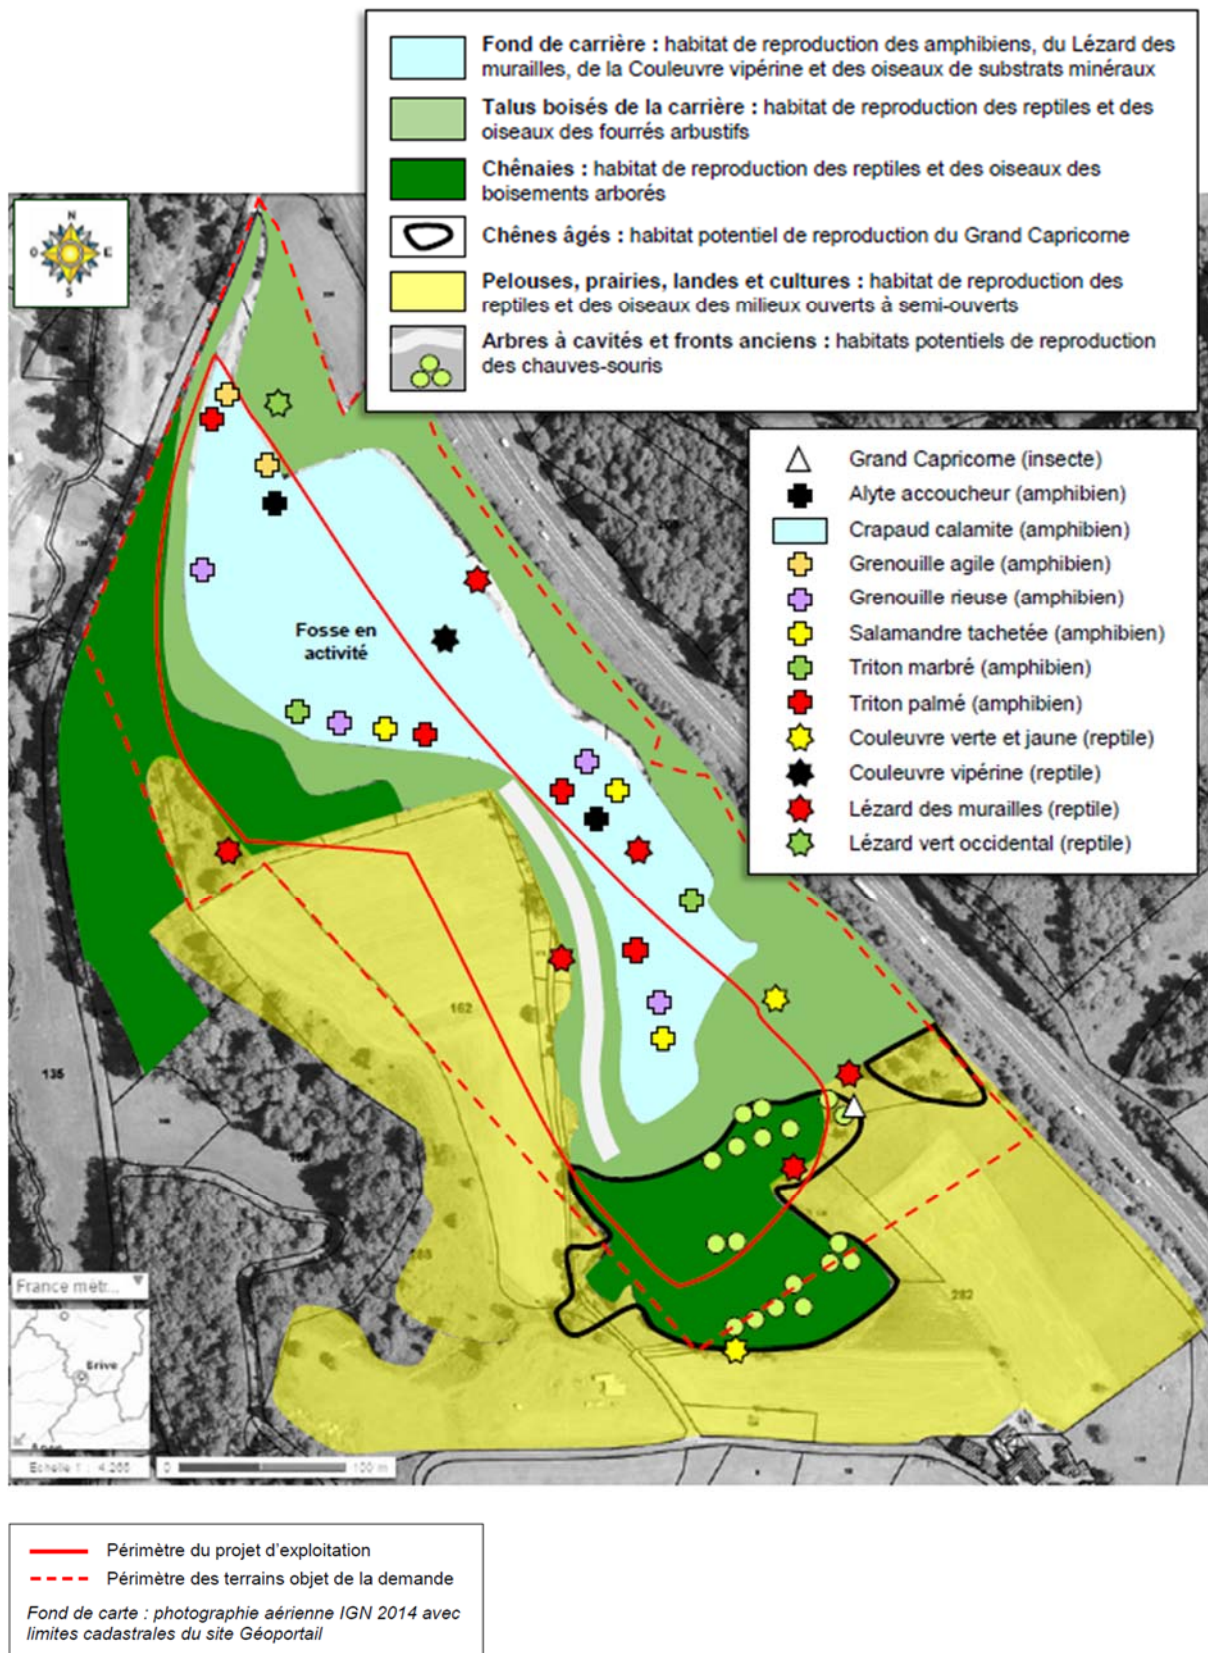 Fond de carrière : habitat de reproduction des amphibiens, du Lézard des
murailles, de la Couleuvre vipérine et des oiseaux de substrats minéraux
Talus boisés de la carrière : habitat de reproduction des reptiles et des
oiseaux des fourrés arbustifs
Chênaies : habitat de reproduction des reptiles et des oiseaux des
boisements arborés
Chênes âgés : habitat potentiel de reproduction du Grand Capricorne
Pelouses, prairies, landes et cultures : habitat de reproduction des
reptiles et des oiseaux des milieux ouverts à semi-ouverts
Arbres à cavités et fronts anciens : habitats potentiels de reproduction
des chauves-souris
N
O E
S
Grand Capricorne (insecte)
Alyte accoucheur (amphibien)
Crapaud calamite (amphibien)
Grenouille agile (amphibien)
Grenouille rieuse (amphibien)
Salamandre tachetée (amphibien)
Triton marbré (amphibien)
Triton palmé (amphibien)
Couleuvre verte et jaune (reptile)
Couleuvre vipérine (reptile)
Lézard des murailles (reptile)
Lézard vert occidental (reptile)
Fosse en
activité
162
135
282
France métr...
Brive
Echelle 1 : 4 265
0 100 m
Périmètre du projet d'exploitation
Périmètre des terrains objet de la demande
Fond de carte : photographie aérienne IGN 2014 avec
limites cadastrales du site Géoportail